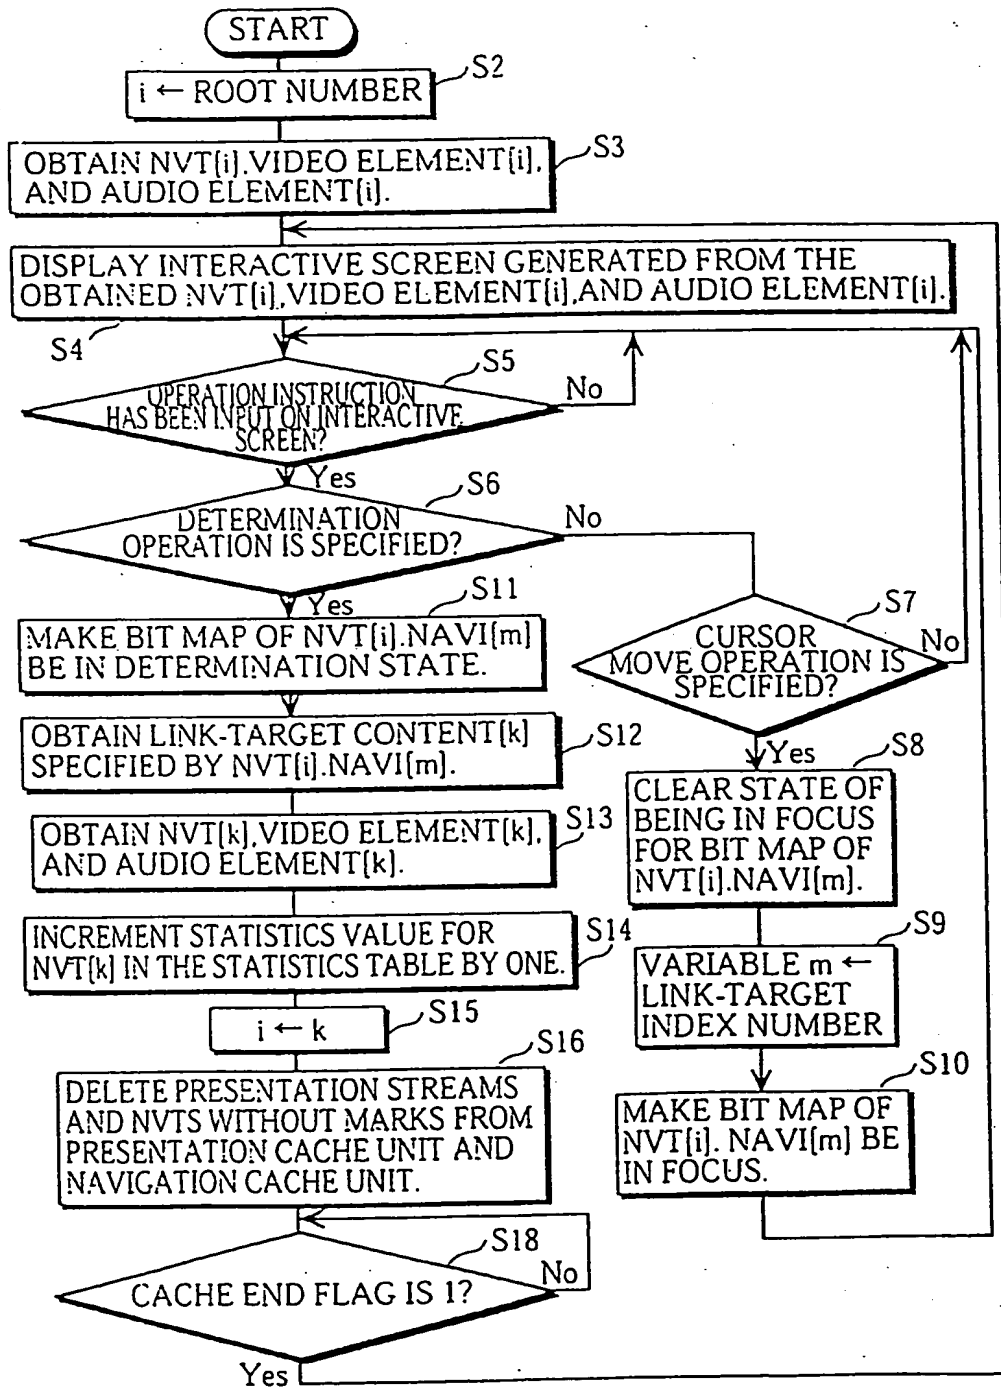 START
S2
i ← ROOT NUMBER
S3
OBTAIN NVT[i].VIDEO ELEMENT[i],
AND AUDIO ELEMENT[i].
DISPLAY INTERACTIVE SCREEN GENERATED FROM THE
OBTAINED NVT[i],VIDEO ELEMENT[i],AND AUDIO ELEMENT[i].
S4
S5
OPERATION INSTRUCTION
HAS BEEN INPUT ON INTERACTIVE
SCREEN?
No
Yes
S6
DETERMINATION
OPERATION IS SPECIFIED?
No
Yes
S11
MAKE BIT MAP OF NVT[i].NAVI[m]
BE IN DETERMINATION STATE.
S7
CURSOR
MOVE OPERATION IS
SPECIFIED?
No
Yes
S12
OBTAIN LINK-TARGET CONTENT[k]
SPECIFIED BY NVT[i].NAVI[m].
S8
CLEAR STATE OF
BEING IN FOCUS
FOR BIT MAP OF
NVT[i].NAVI[m].
S13
OBTAIN NVT[k],VIDEO ELEMENT[k],
AND AUDIO ELEMENT[k].
S14
INCREMENT STATISTICS VALUE FOR
NVT[k] IN THE STATISTICS TABLE BY ONE.
S9
VARIABLE m ←
LINK-TARGET
INDEX NUMBER
S15
i ← k
S16
DELETE PRESENTATION STREAMS
AND NVTS WITHOUT MARKS FROM
PRESENTATION CACHE UNIT AND
NAVIGATION CACHE UNIT.
S10
MAKE BIT MAP OF
NVT[i]. NAVI[m] BE
IN FOCUS.
S18
CACHE END FLAG IS 1?
No
Yes